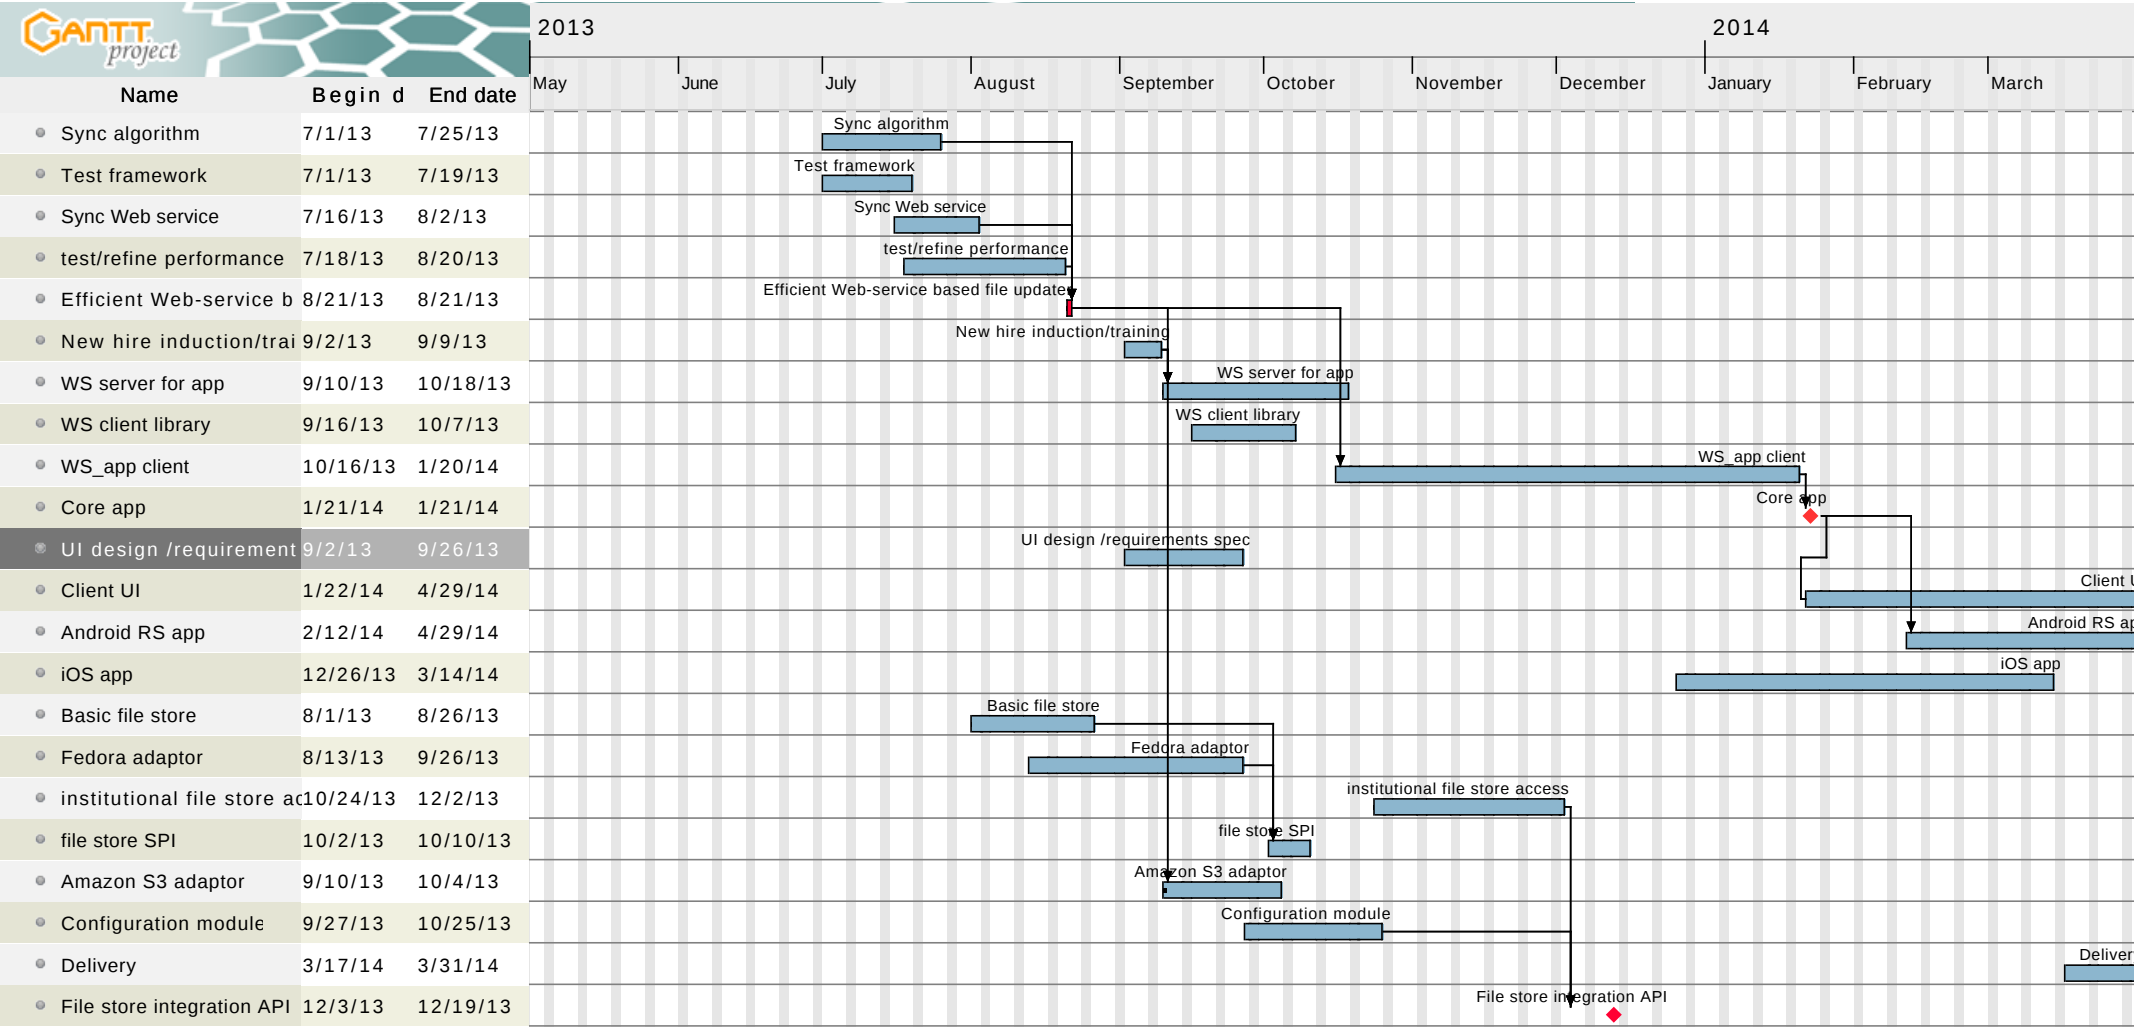 GANTT
project
2013
2014
May June July August September October November December January February March
Name Begin d End date
Sync algorithm 7/1/13 7/25/13
Sync algorithm
Test framework 7/1/13 7/19/13
Test framework
Sync Web service 7/16/13 8/2/13
Sync Web service
test/refine performance 7/18/13 8/20/13
test/refine performance
Efficient Web-service b 8/21/13 8/21/13
Efficient Web-service based file update
New hire induction/trai 9/2/13 9/9/13
New hire induction/training
WS server for app 9/10/13 10/18/13
WS server for app
WS client library 9/16/13 10/7/13
WS client library
WS_app client 10/16/13 1/20/14
WS_app client
Core app 1/21/14 1/21/14
Core app
UI design /requirement 9/2/13 9/26/13
UI design /requirements spec
Client UI 1/22/14 4/29/14
Client U
Android RS app 2/12/14 4/29/14
Android RS ap
iOS app 12/26/13 3/14/14
iOS app
Basic file store 8/1/13 8/26/13
Basic file store
Fedora adaptor 8/13/13 9/26/13
Fedora adaptor
institutional file store ac 10/24/13 12/2/13
institutional file store access
file store SPI 10/2/13 10/10/13
file store SPI
Amazon S3 adaptor 9/10/13 10/4/13
Amazon S3 adaptor
Configuration module 9/27/13 10/25/13
Configuration module
Delivery 3/17/14 3/31/14
Deliver
File store integration API 12/3/13 12/19/13
File store integration API